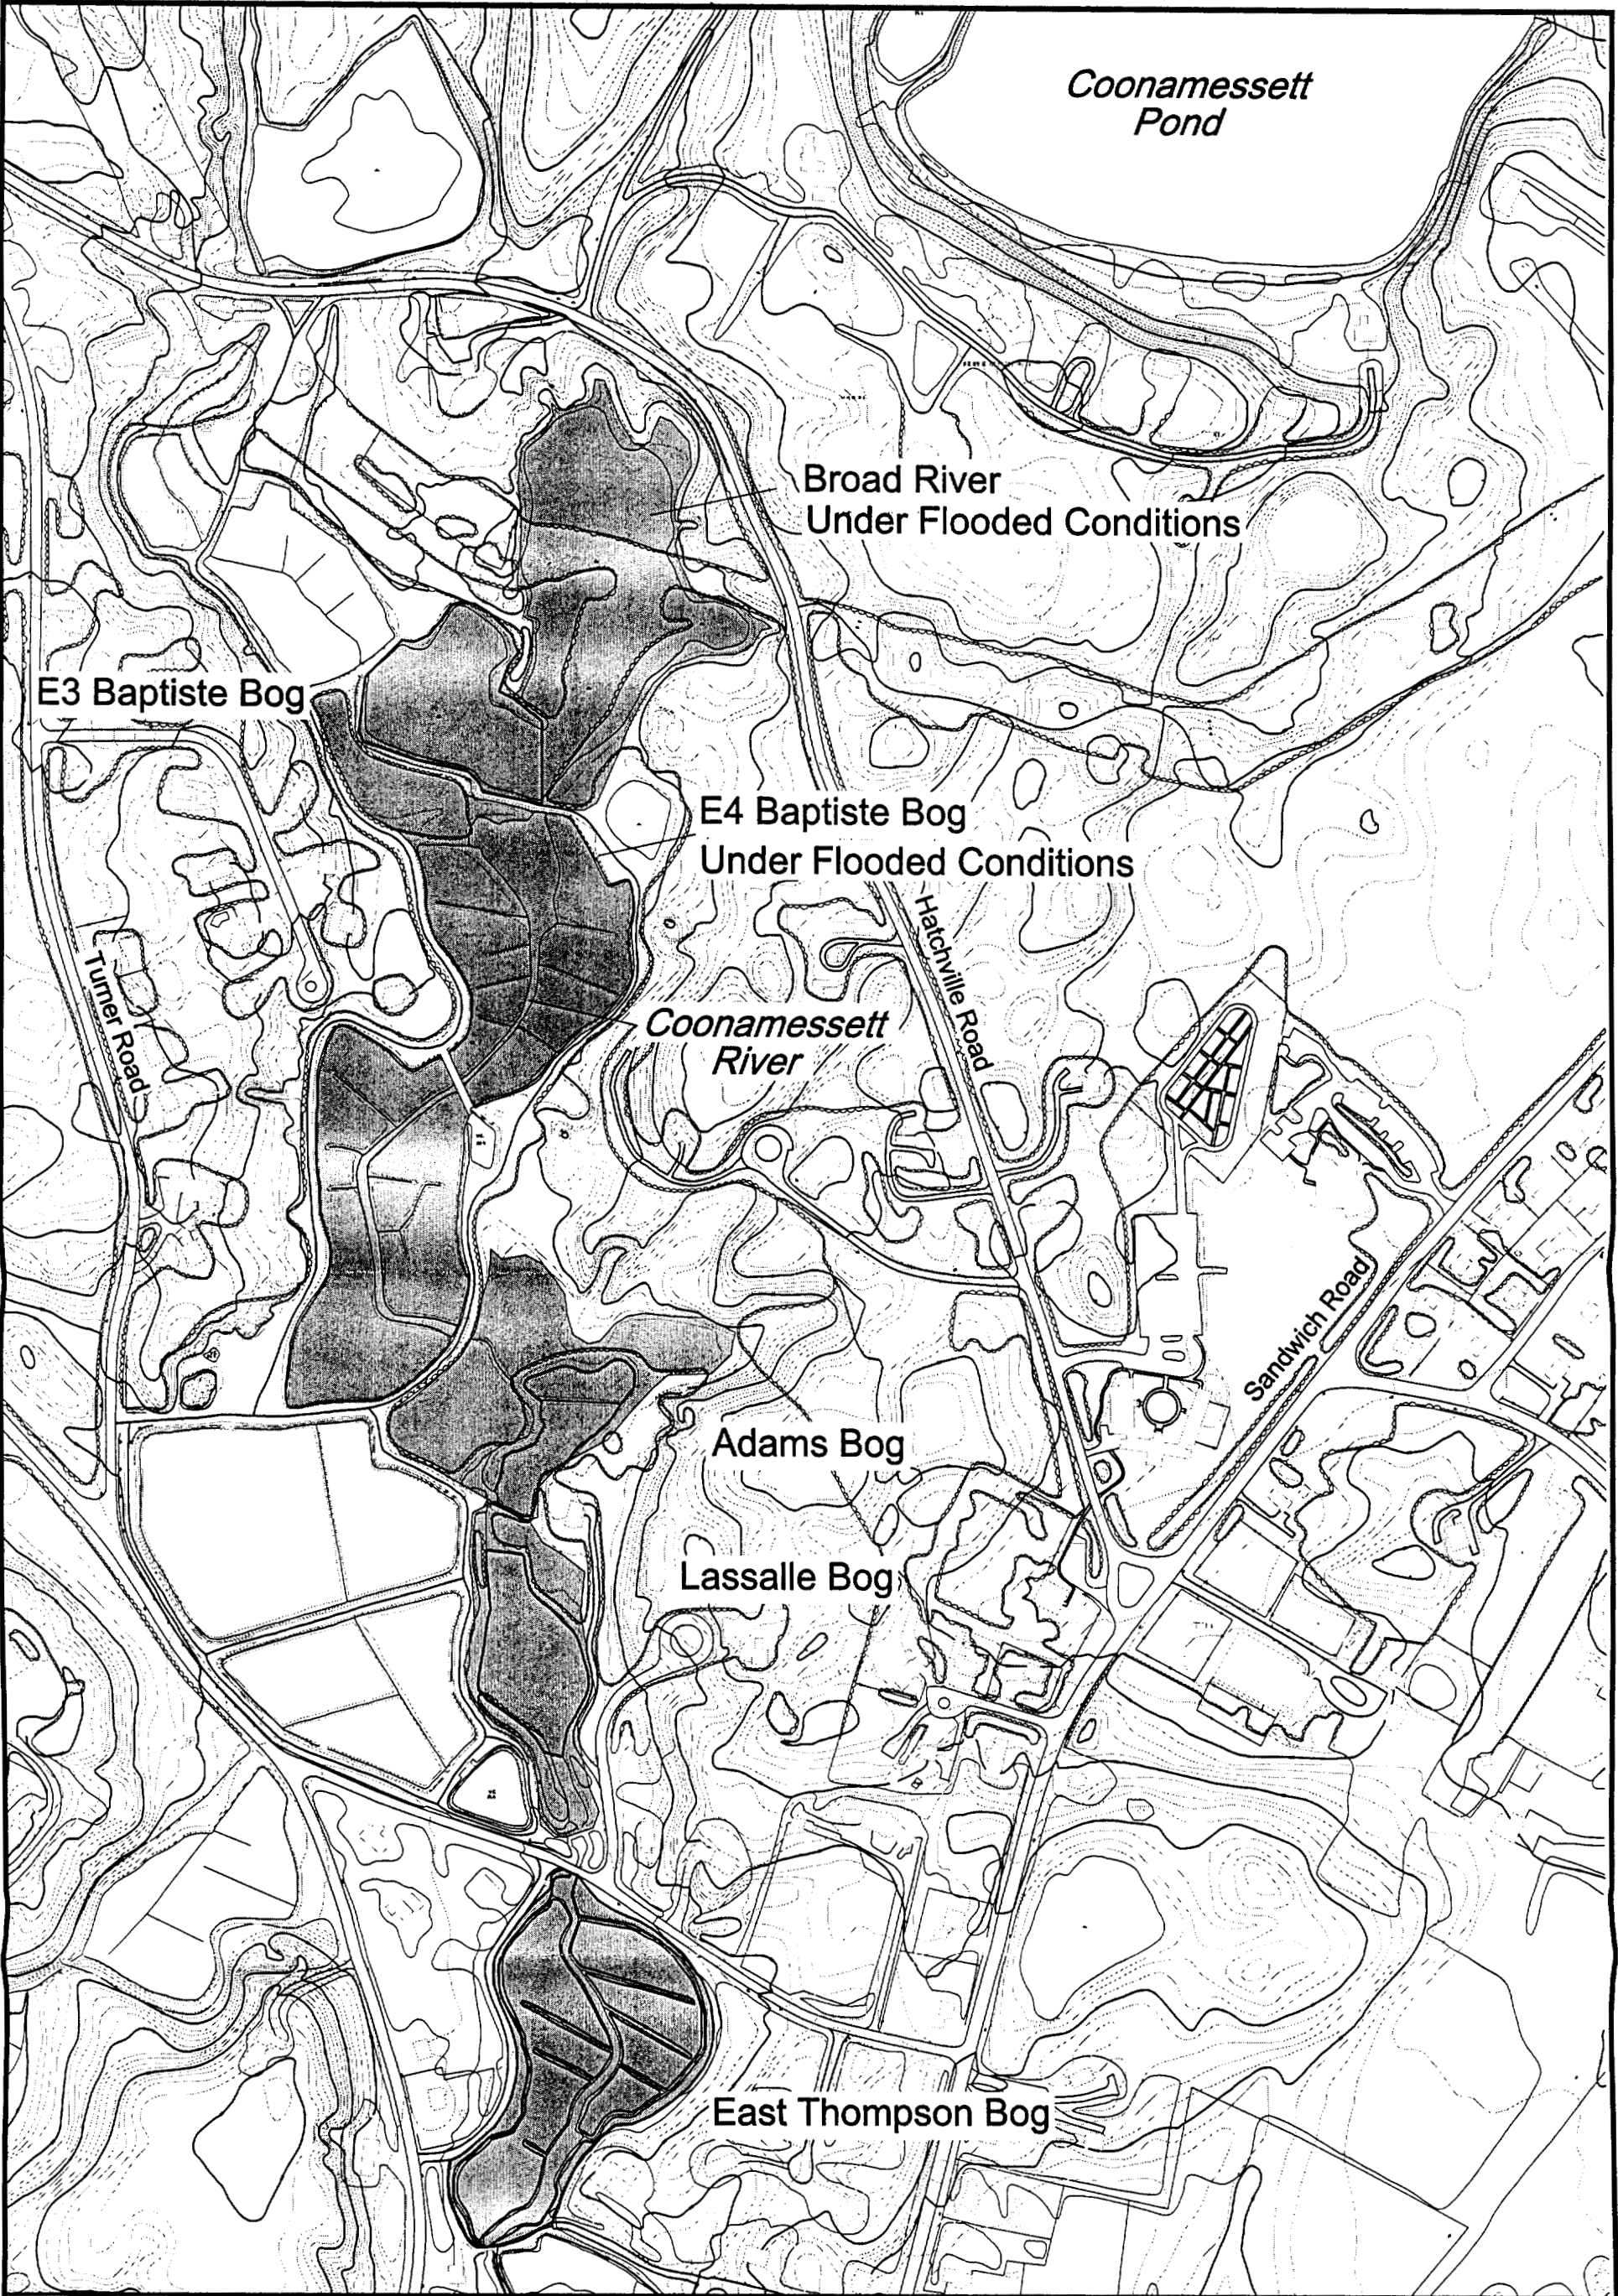 Coonamessett
Pond
Broad River
Under Flooded Conditions
E3 Baptiste Bog
E4 Baptiste Bog
Under Flooded Conditions
Hatchville Road
Turner Road
Coonamessett
River
Sandwich Road
Adams Bog
Lassalle Bog
East Thompson Bog